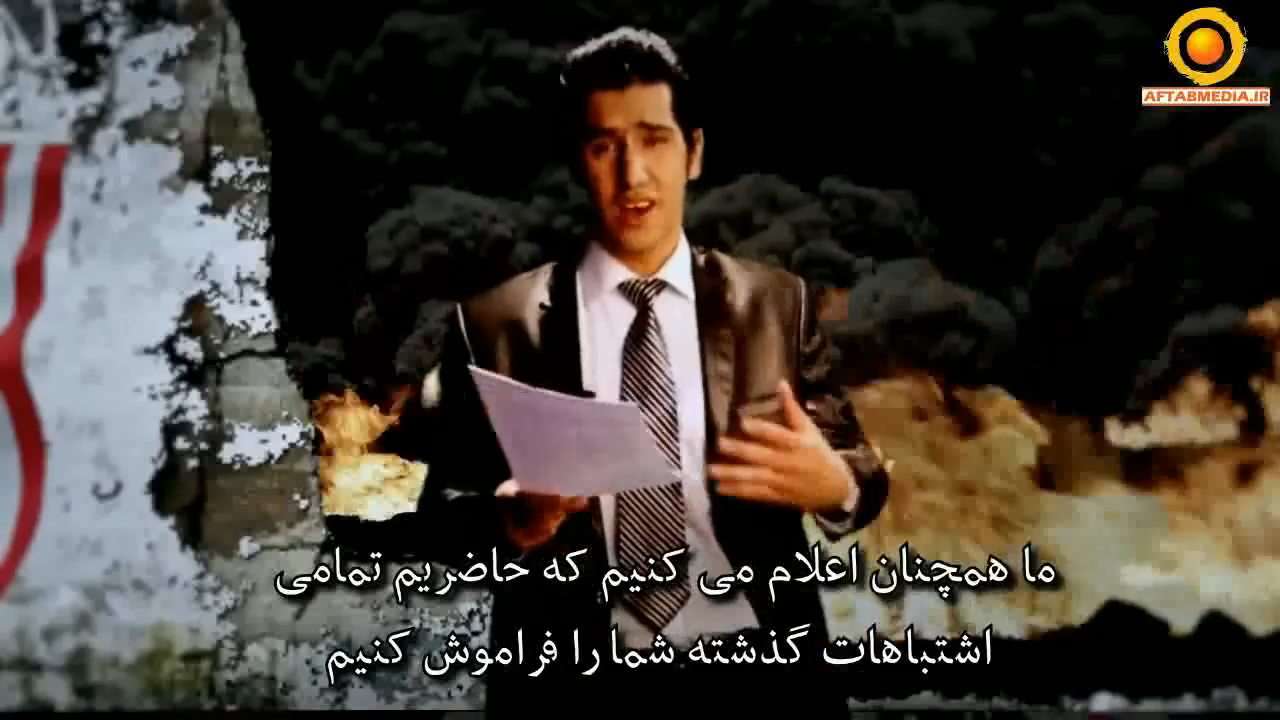 AFTABMEDIA.IR
ما همچنان اعلام می کنیم که حاضریم تمامی
اشتباهات گذشته شما را فراموش کنیم